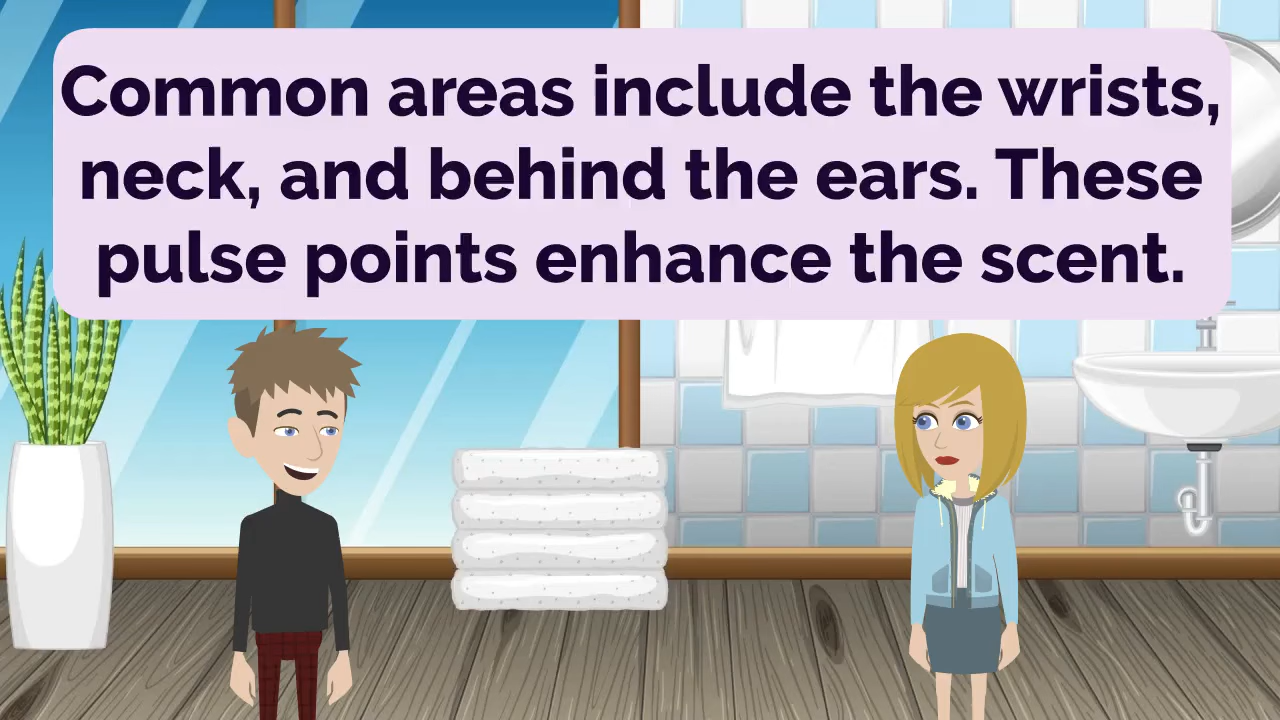 Common areas include the wrists,
neck, and behind the ears. These
pulse points enhance the scent.